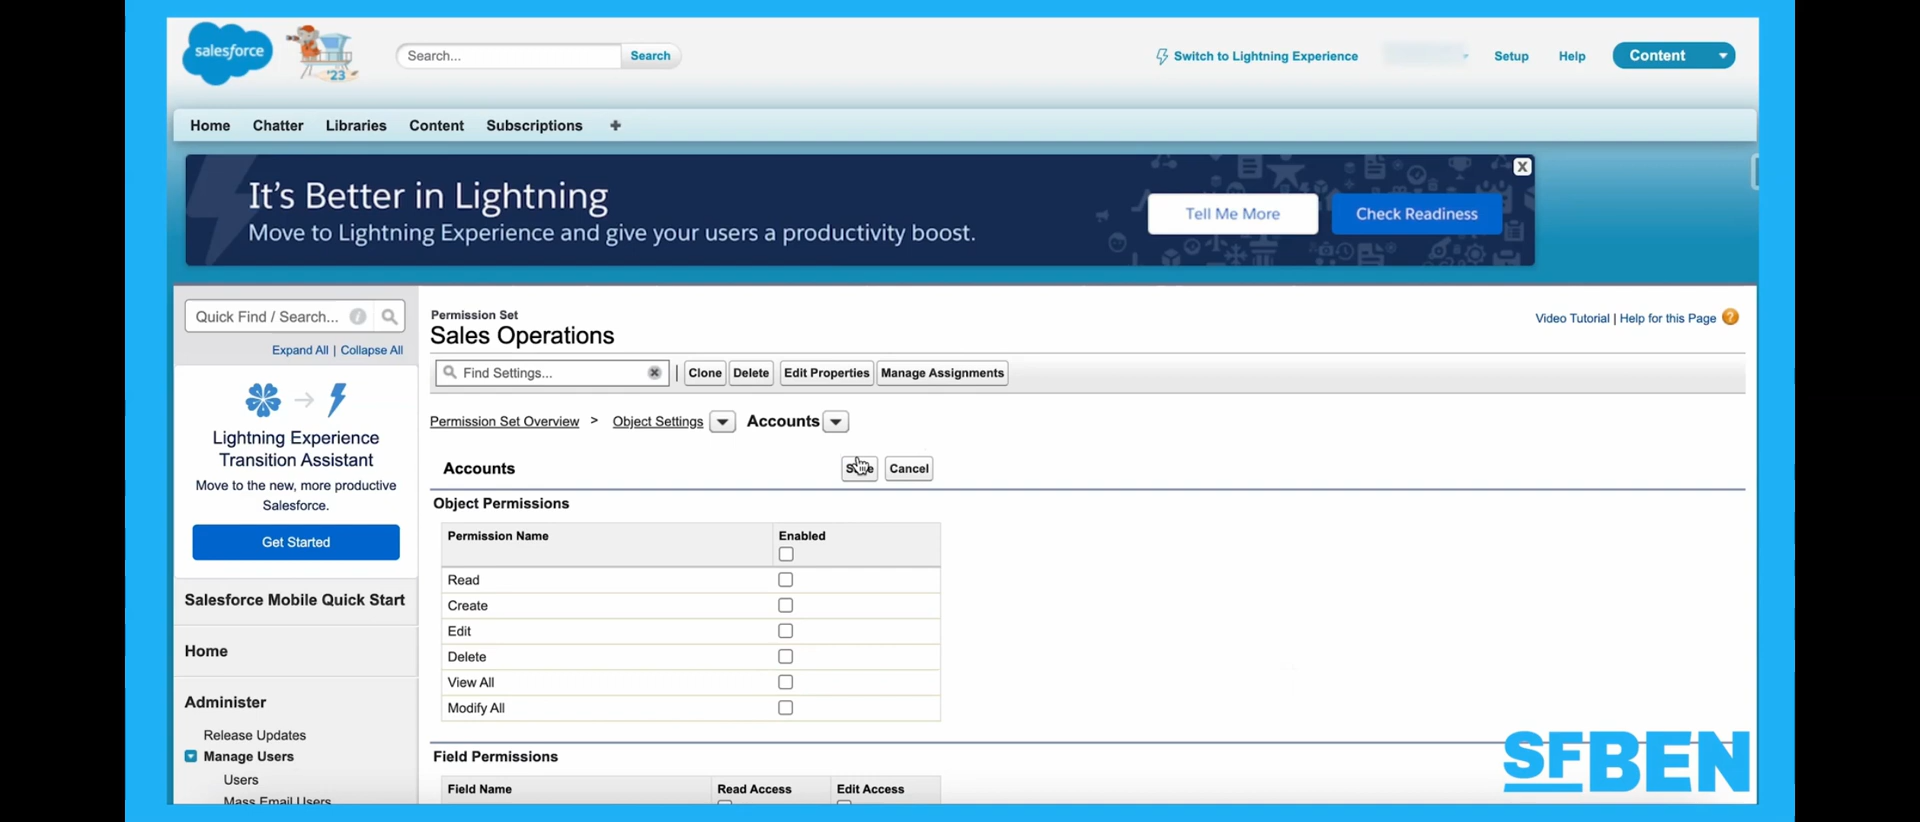 salesforce
'23
Search...
Search
Switch to Lightning Experience
Setup
Help
Content
Home
Chatter
Libraries
Content
Subscriptions
+
It's Better in Lightning
Move to Lightning Experience and give your users a productivity boost.
Tell Me More
Check Readiness
X
Quick Find / Search...
Expand All | Collapse All
Lightning Experience
Transition Assistant
Move to the new, more productive
Salesforce.
Get Started
Salesforce Mobile Quick Start
Home
Administer
Release Updates
Manage Users
Users
Mass Email Users
Permission Set
Sales Operations
Video Tutorial | Help for this Page ?
Find Settings...
|
Clone
Delete
Edit Properties
Manage Assignments
Permission Set Overview > Object Settings Accounts
Accounts
Cancel
Object Permissions
Permission Name Enabled
Read
Create
Edit
Delete
View All
Modify All
Field Permissions
Field Name Read Access Edit Access
SFBEN